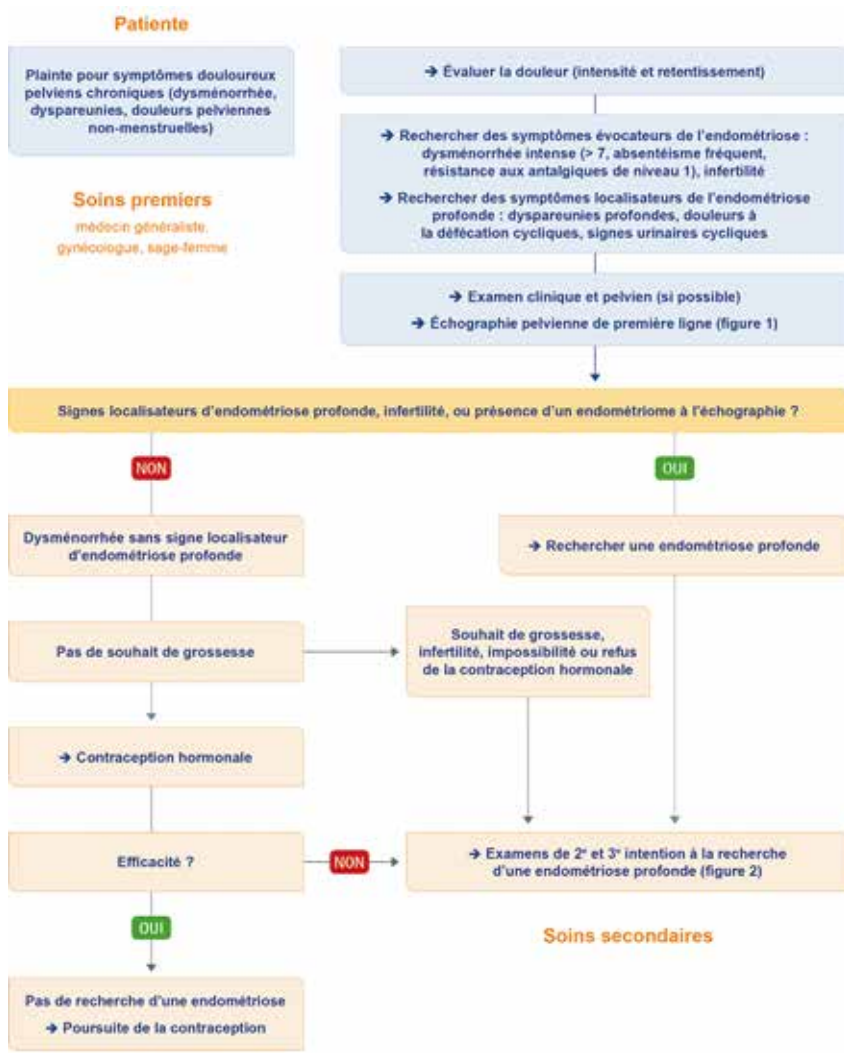 Patiente
Plainte pour symptômes douloureux
pelviens chroniques (dysménorrhée,
dyspareunies, douleurs pelviennes
non-menstruelles)
Soins premiers
médecin généraliste,
gynécologue, sage-femme
➔ Évaluer la douleur (intensité et retentissement)
➔ Rechercher des symptômes évocateurs de l'endométriose :
dysménorrhée intense (> 7, absentéisme fréquent,
résistance aux antalgiques de niveau 1), infertilité
➔ Rechercher des symptômes localisateurs de l'endométriose
profonde : dyspareunies profondes, douleurs à
la défécation cycliques, signes urinaires cycliques
➔ Examen clinique et pelvien (si possible)
➔ Échographie pelvienne de première ligne (figure 1)
Signes localisateurs d'endométriose profonde, infertilité, ou présence d'un endométriome à l'échographie ?
NON
OUI
Dysménorrhée sans signe localisateur
d'endométriose profonde
➔ Rechercher une endométriose profonde
Pas de souhait de grossesse
Souhait de grossesse,
infertilité, impossibilité ou refus
de la contraception hormonale
➔ Contraception hormonale
Efficacité ?
NON
➔ Examens de 2e et 3e intention à la recherche
d'une endométriose profonde (figure 2)
OUI
Soins secondaires
Pas de recherche d'une endométriose
➔ Poursuite de la contraception